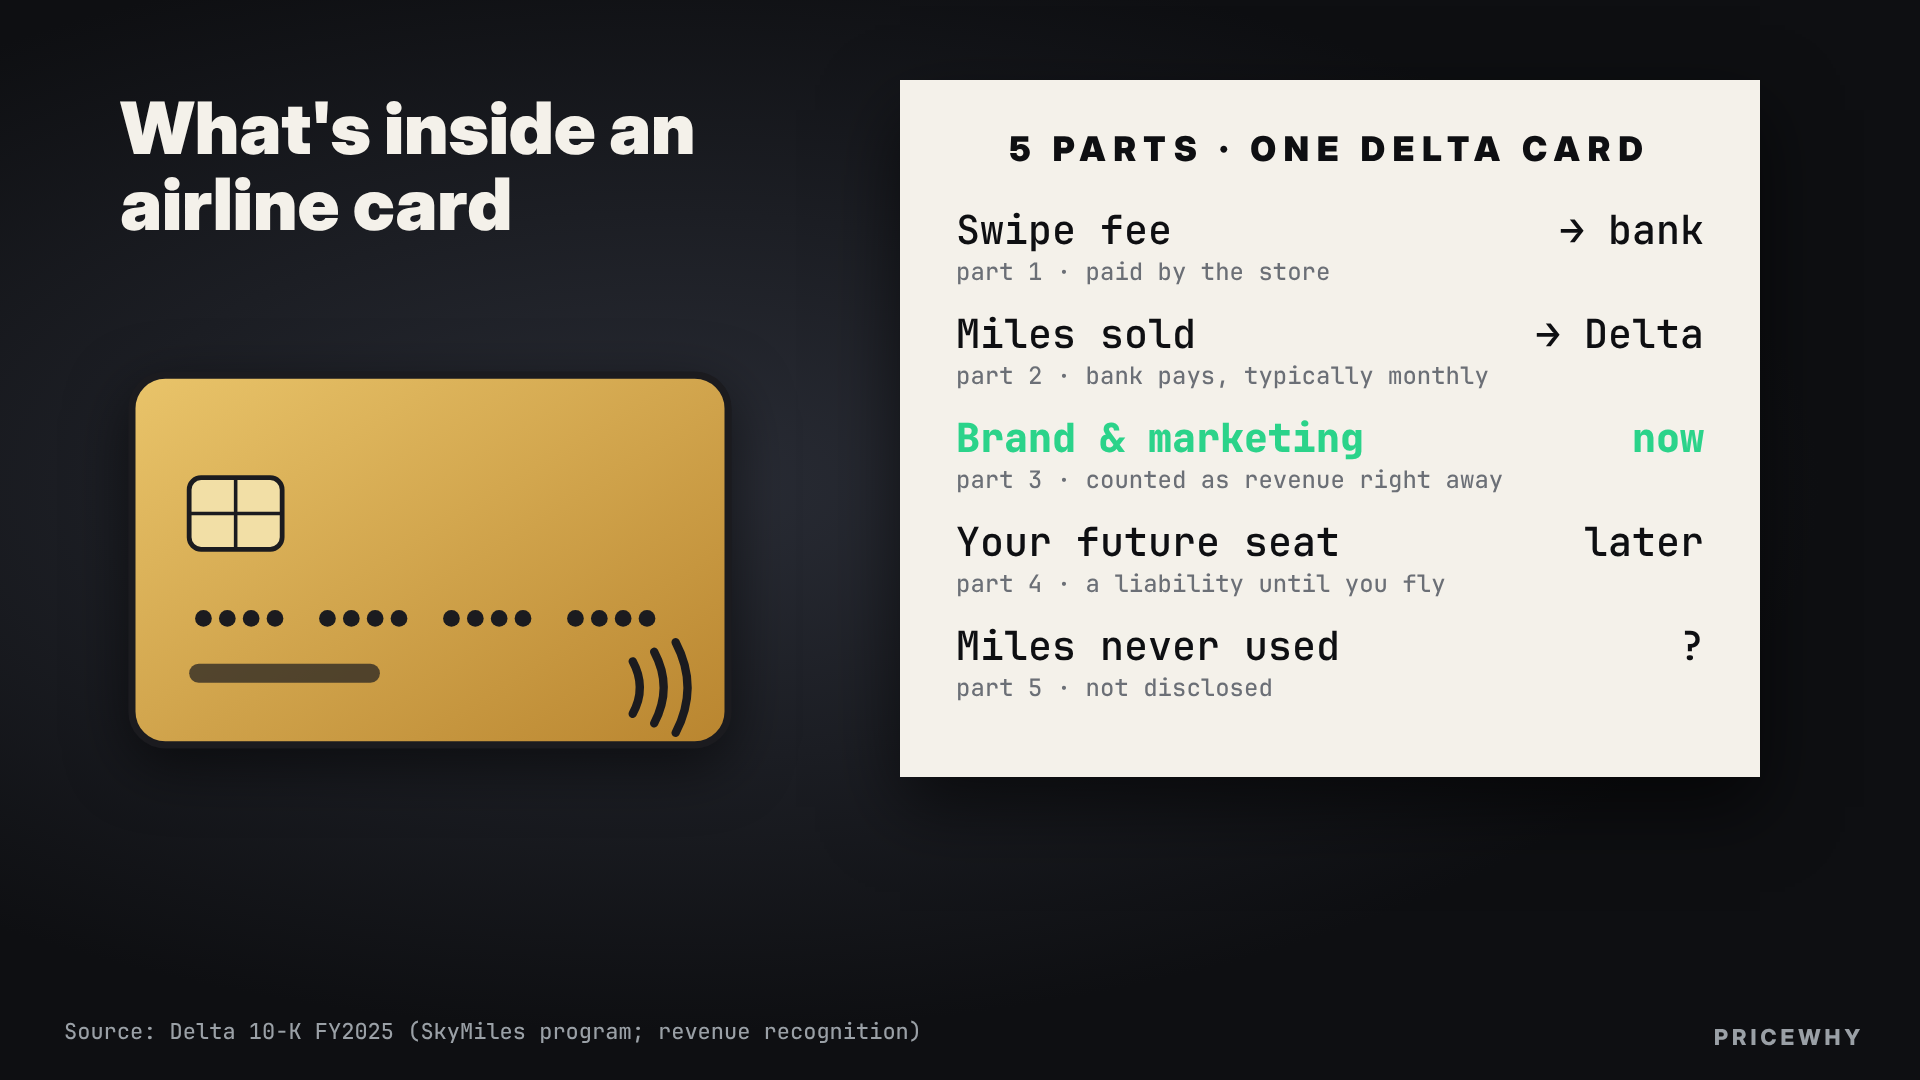 What's inside an
airline card
5 PARTS · ONE DELTA CARD
Swipe fee → bank
part 1 · paid by the store
Miles sold → Delta
part 2 · bank pays, typically monthly
Brand & marketing now
part 3 · counted as revenue right away
Your future seat later
part 4 · a liability until you fly
Miles never used ?
part 5 · not disclosed
Source: Delta 10-K FY2025 (SkyMiles program; revenue recognition)
PRICEWHY